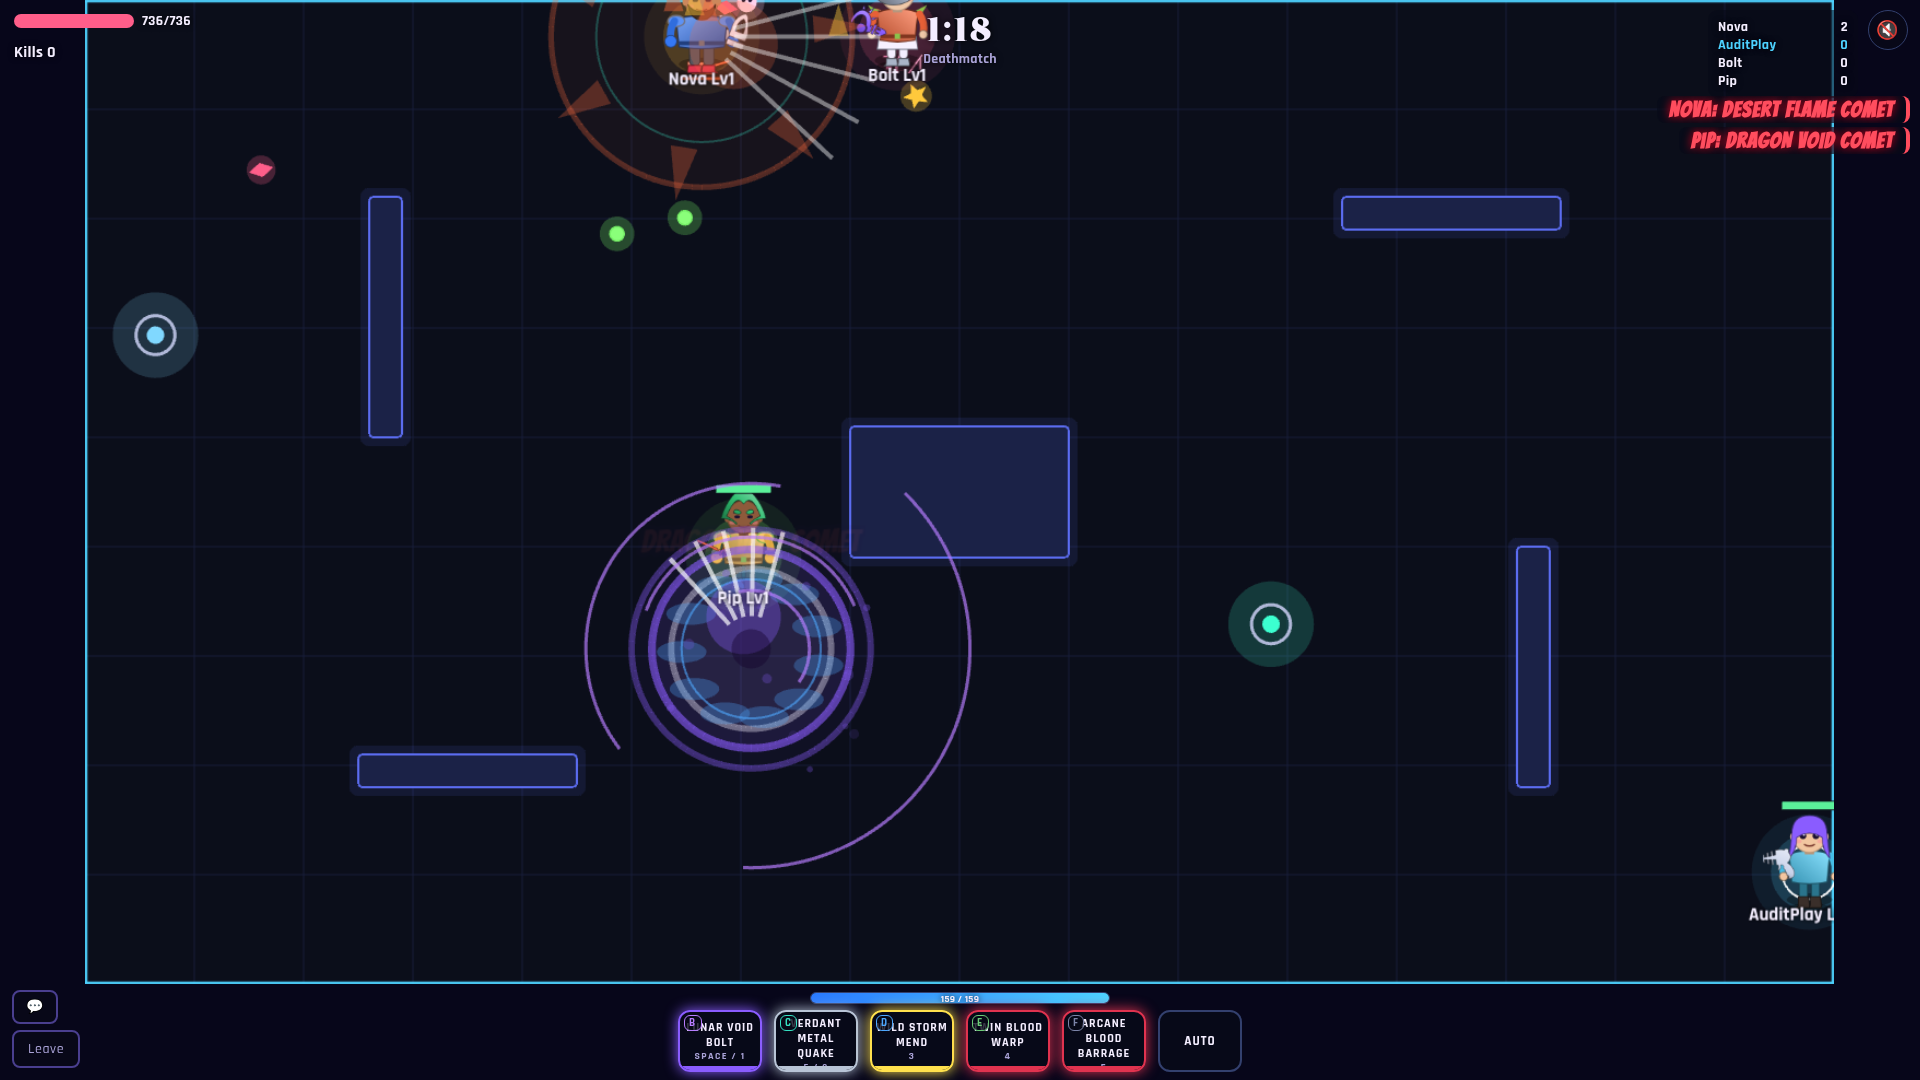 736/736
Kills 0
1:18
Deathmatch
Nova 2
AuditPlay 0
Bolt 0
Pip 0
NOVA: DESERT FLAME COMET
PIP: DRAGON VOID COMET
Nova Lv1
Bolt Lv1
Pip Lv1
AuditPlay L
159 / 159
B
NAR VOID
BOLT
SPACE / 1
C
ERDANT
METAL
QUAKE
D
LD STORM
MEND
3
E
IN BLOOD
WARP
4
F
ARCANE
BLOOD
BARRAGE
AUTO
Leave